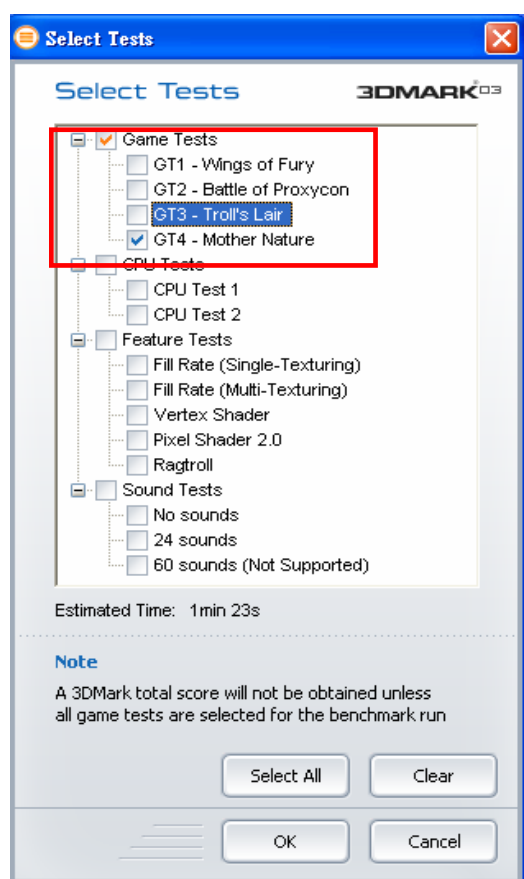 Select Tests
Select Tests
3DMARK03
Game Tests
GT1 - Wings of Fury
GT2 - Battle of Proxycon
GT3 - Troll's Lair
GT4 - Mother Nature
CPU Tests
CPU Test 1
CPU Test 2
Feature Tests
Fill Rate (Single-Texturing)
Fill Rate (Multi-Texturing)
Vertex Shader
Pixel Shader 2.0
Ragtroll
Sound Tests
No sounds
24 sounds
60 sounds (Not Supported)
Estimated Time: 1min 23s
Note
A 3DMark total score will not be obtained unless
all game tests are selected for the benchmark run
Select All
Clear
OK
Cancel